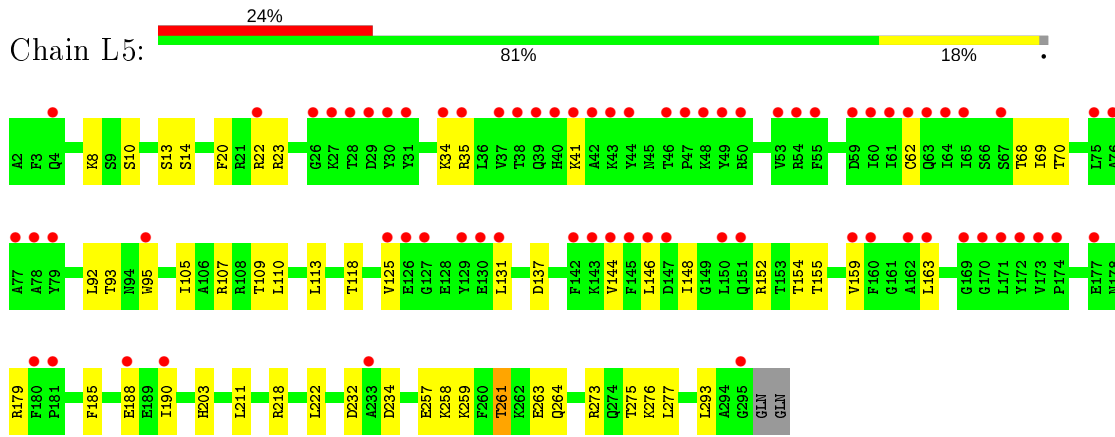 24%
Chain L5:
81% 18% •
A2 F3 Q4 K8 S9 S10 S13 S14 F20 R21 R22 R23 G26 K27 T28 D29 Y30 Y31 K34 R35 L36 V37 T38 Q39 H40 K41 A42 K43 Y44 N45 T46 P47 K48 Y49 R50 V53 R54 F55 D59 I60 I61 C62 Q63 I64 I65 S66 S67 T68 I69 T70 L75 A76
A77 A78 Y79 L92 T93 N94 W95 I105 A106 R107 R108 T109 L110 L113 T118 V125 E126 G127 E128 Y129 E130 L131 D137 F142 K143 V144 F145 L146 D147 I148 G149 L150 Q151 R152 T153 T154 T155 V159 F160 G161 A162 L163 G169 G170 L171 Y172 V173 P174 E177 N178
R179 F180 P181 F185 E188 E189 I190 H203 L211 R218 L222 D232 A233 D234 E257 K258 K259 F260 T261 K262 E263 Q264 R273 Q274 T275 K276 L277 L293 A294 G295 GLN GLN